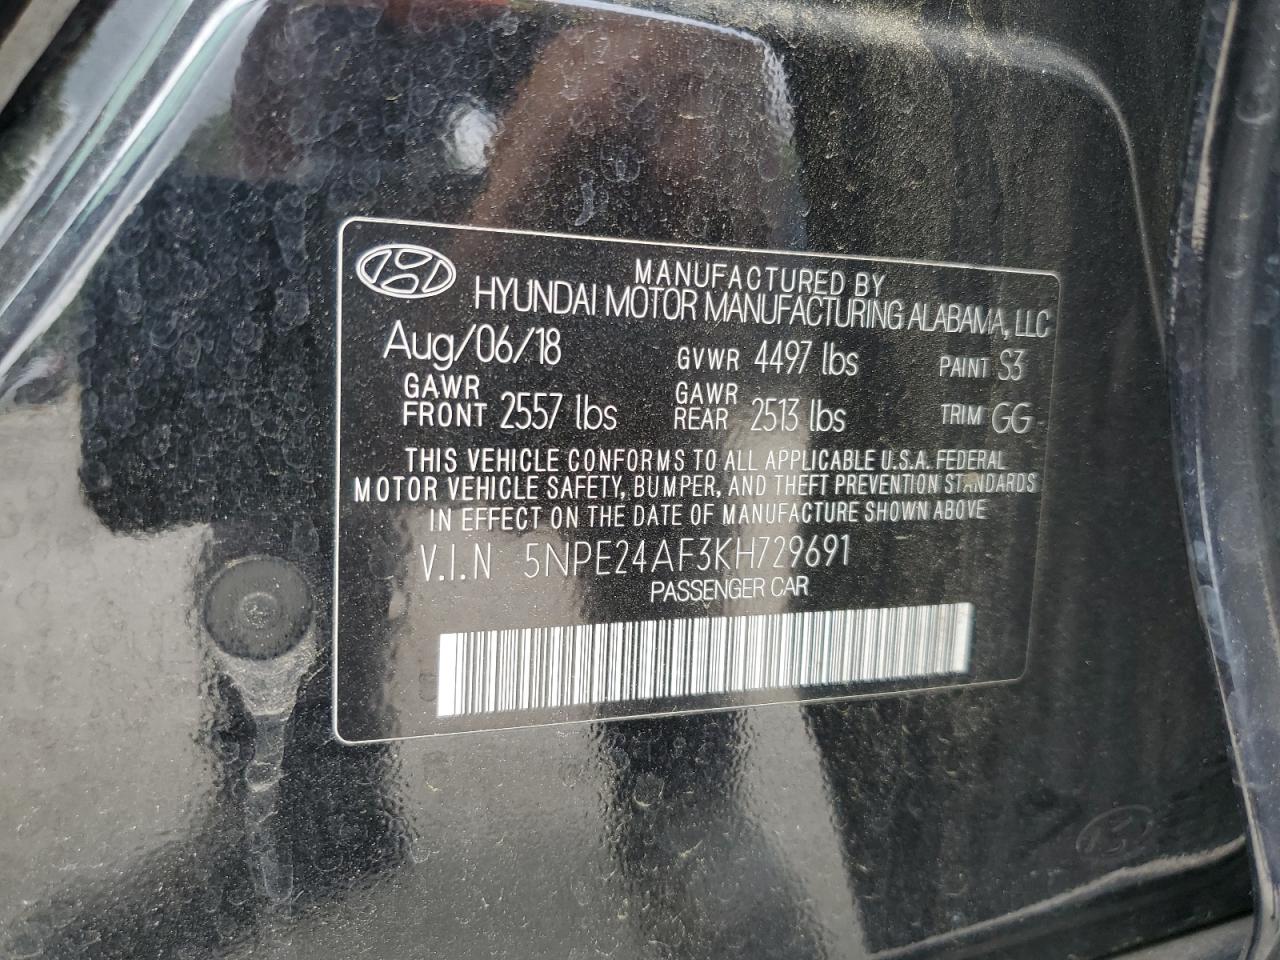 MANUFACTURED BY
HYUNDAI MOTOR MANUFACTURING ALABAMA, LLC
Aug/06/18 GVWR 4497 lbs PAINT S3
GAWR FRONT 2557 lbs GAWR REAR 2513 lbs TRIM GG
THIS VEHICLE CONFORMS TO ALL APPLICABLE U.S.A. FEDERAL
MOTOR VEHICLE SAFETY, BUMPER, AND THEFT PREVENTION STANDARDS
IN EFFECT ON THE DATE OF MANUFACTURE SHOWN ABOVE
V.I.N 5NPE24AF3KH729691
PASSENGER CAR